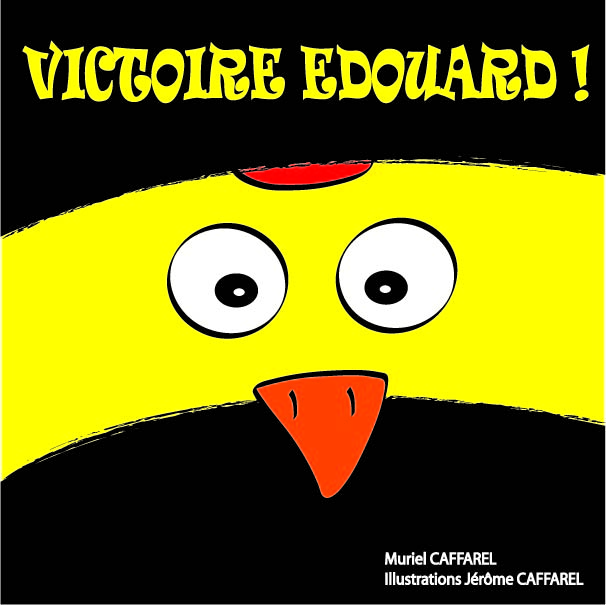 VICTOIRE EDOUARD !
Muriel CAFFAREL
Illustrations Jérôme CAFFAREL